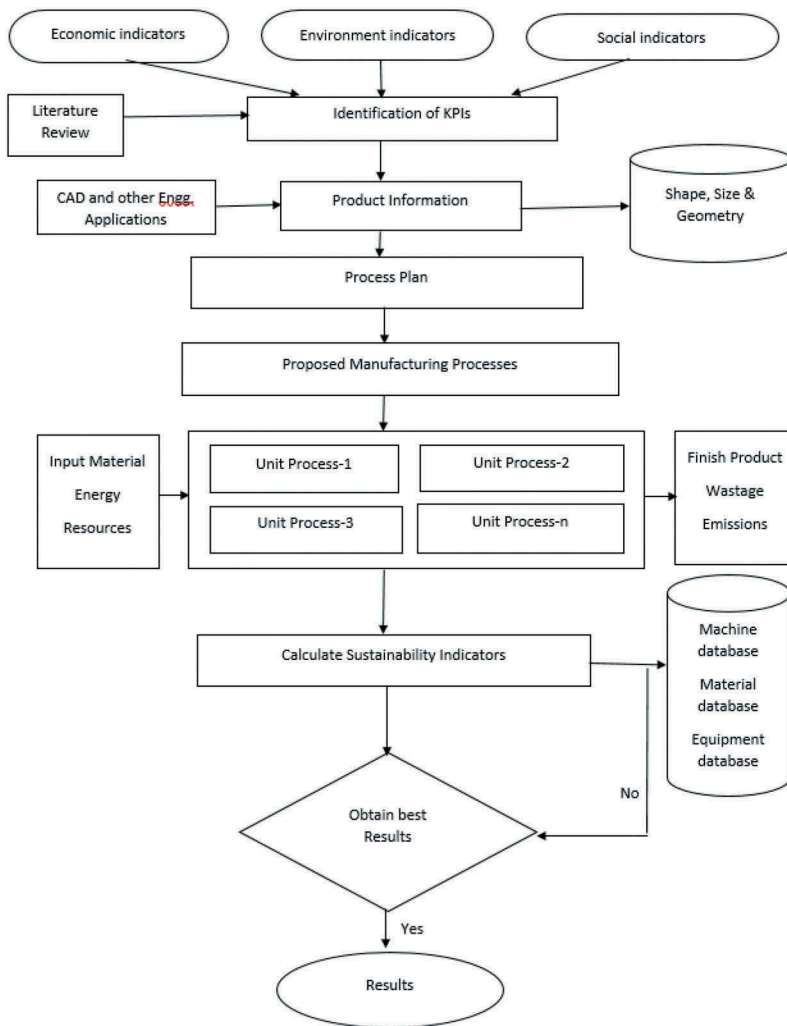 Economic indicators
Environment indicators
Social indicators
Literature
Review
Identification of KPIs
CAD and other Engg.
Applications
Product Information
Shape, Size &
Geometry
Process Plan
Proposed Manufacturing Processes
Input Material
Energy
Resources
Unit Process-1
Unit Process-2
Unit Process-3
Unit Process-n
Finish Product
Wastage
Emissions
Calculate Sustainability Indicators
Machine
database
Material
database
Equipment
database
No
Obtain best
Results
Yes
Results